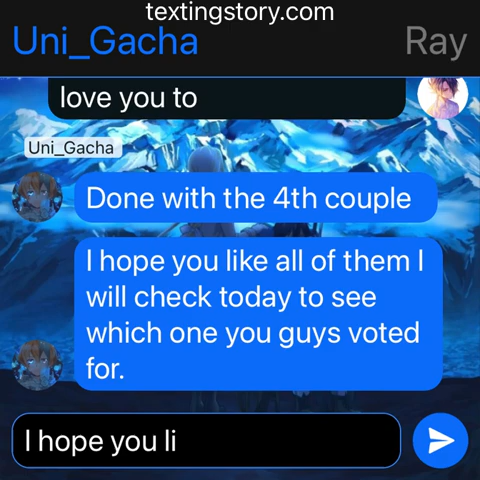 textingstory.com
Uni_Gacha
Ray
love you to
Uni_Gacha
Done with the 4th couple
I hope you like all of them I
will check today to see
which one you guys voted
for.
I hope you li